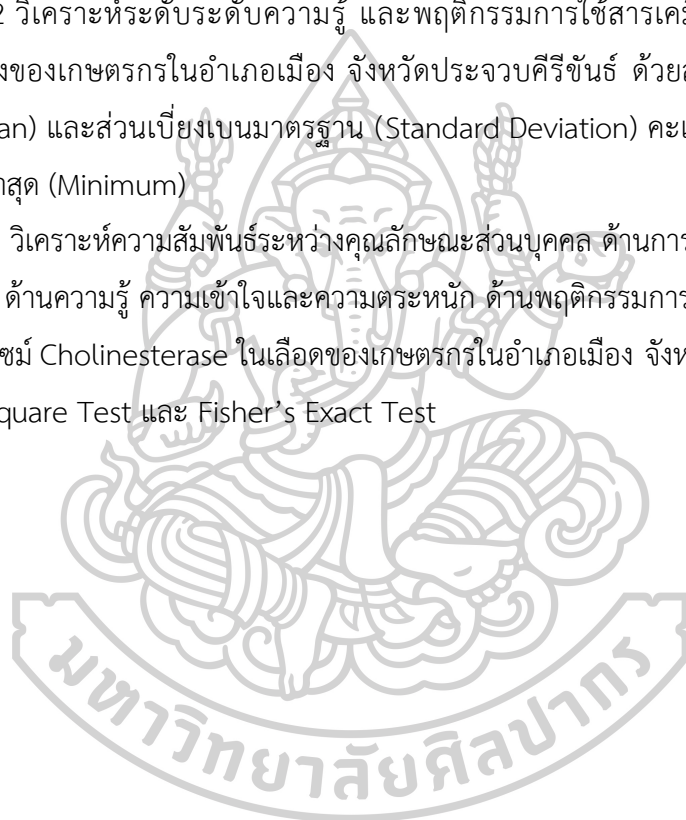 2 วิเคราะห์ระดับระดับความรู้ และพฤติกรรมการใช้สารเคมี
งของเกษตรกรในอำเภอเมือง จังหวัดประจวบคีรีขันธ์ ด้วยส
an) และส่วนเบี่ยงเบนมาตรฐาน (Standard Deviation) คะแ
าสุด (Minimum)
วิเคราะห์ความสัมพันธ์ระหว่างคุณลักษณะส่วนบุคคล ด้านการ
ด้านความรู้ ความเข้าใจและความตระหนัก ด้านพฤติกรรมการ
ซม์ Cholinesterase ในเลือดของเกษตรกรในอำเภอเมือง จังห
quare Test และ Fisher's Exact Test
มหาวิทยาลัยศิลปากร